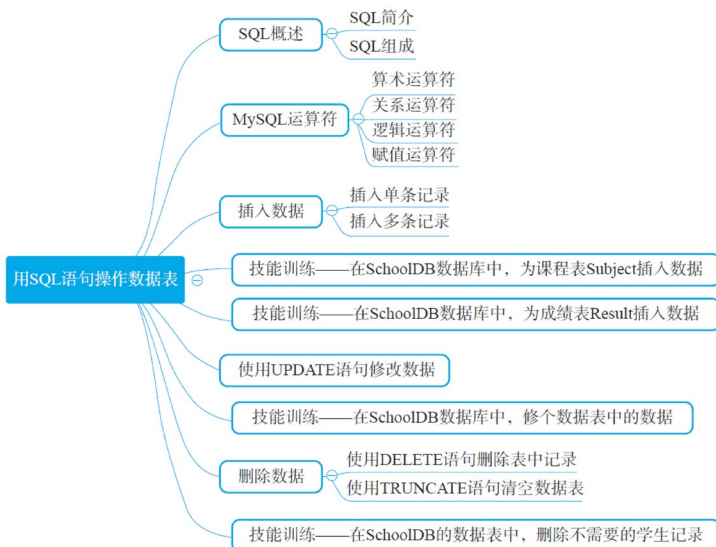 用SQL语句操作数据表
SQL概述
SQL简介
SQL组成
MySQL运算符
算术运算符
关系运算符
逻辑运算符
赋值运算符
插入数据
插入单条记录
插入多条记录
技能训练——在SchoolDB数据库中，为课程表Subject插入数据
技能训练——在SchoolDB数据库中，为成绩表Result插入数据
使用UPDATE语句修改数据
技能训练——在SchoolDB数据库中，修个数据表中的数据
删除数据
使用DELETE语句删除表中记录
使用TRUNCATE语句清空数据表
技能训练——在SchoolDB的数据表中，删除不需要的学生记录